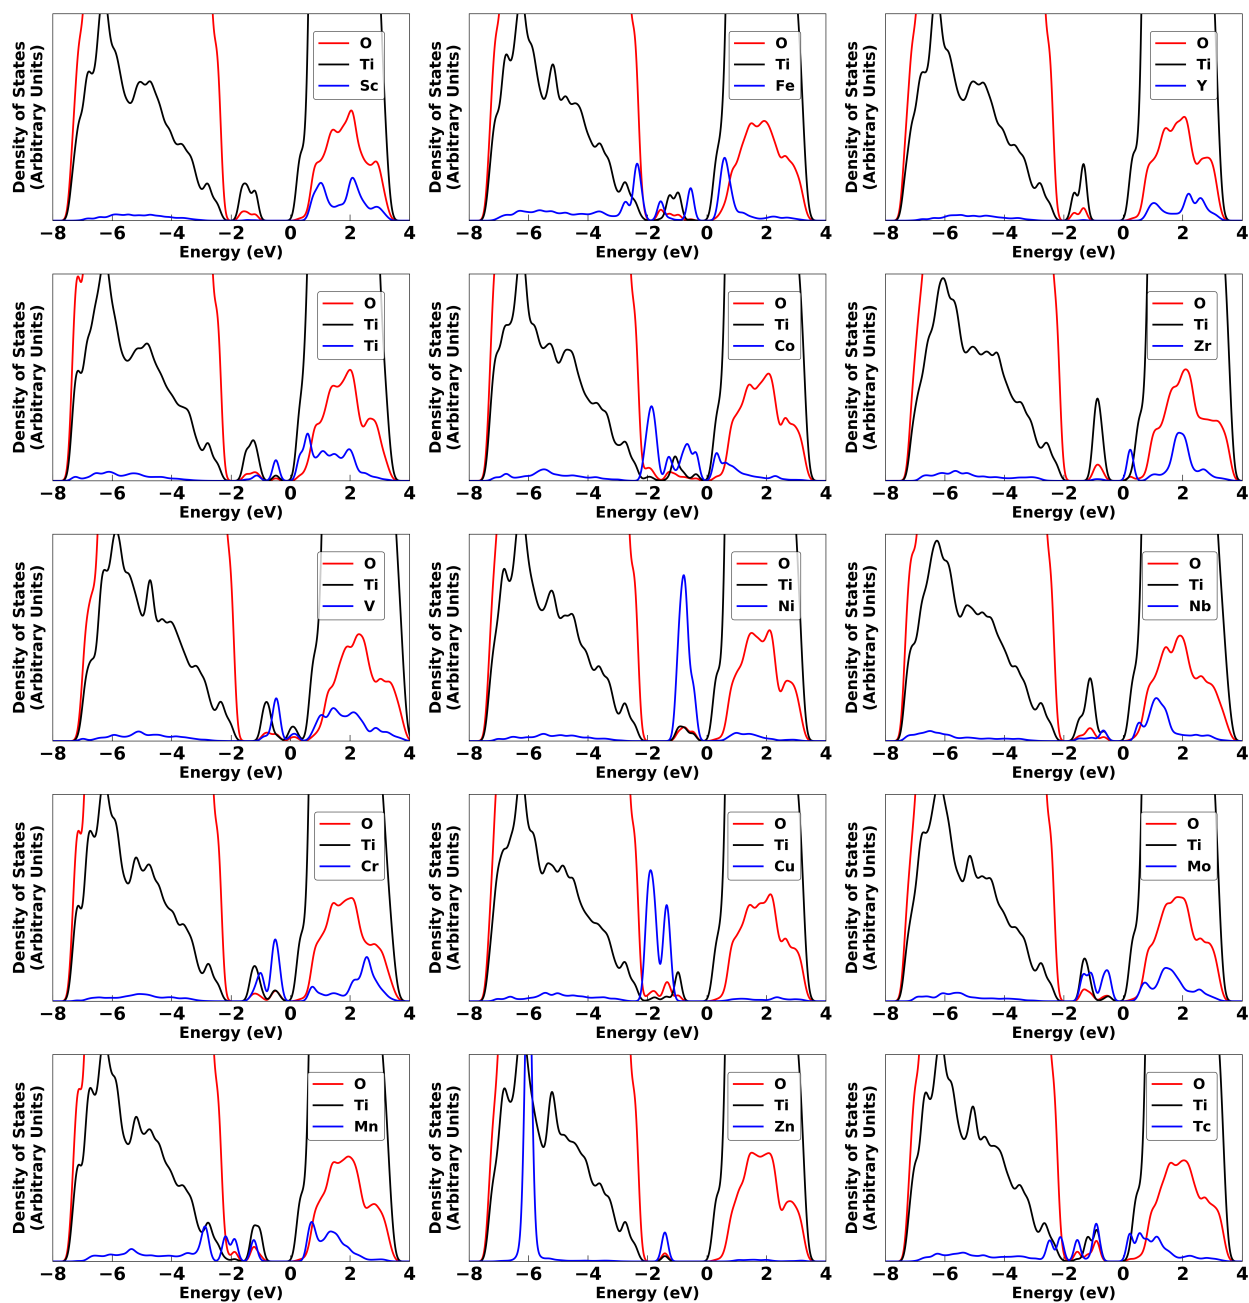 Density of States
(Arbitrary Units)
O
Ti
Sc
−8 −6 −4 −2 0 2 4
Energy (eV)
Density of States
(Arbitrary Units)
O
Ti
Fe
−8 −6 −4 −2 0 2 4
Energy (eV)
Density of States
(Arbitrary Units)
O
Ti
Y
−8 −6 −4 −2 0 2 4
Energy (eV)
Density of States
(Arbitrary Units)
O
Ti
Ti
−8 −6 −4 −2 0 2 4
Energy (eV)
Density of States
(Arbitrary Units)
O
Ti
Co
−8 −6 −4 −2 0 2 4
Energy (eV)
Density of States
(Arbitrary Units)
O
Ti
Zr
−8 −6 −4 −2 0 2 4
Energy (eV)
Density of States
(Arbitrary Units)
O
Ti
V
−8 −6 −4 −2 0 2 4
Energy (eV)
Density of States
(Arbitrary Units)
O
Ti
Ni
−8 −6 −4 −2 0 2 4
Energy (eV)
Density of States
(Arbitrary Units)
O
Ti
Nb
−8 −6 −4 −2 0 2 4
Energy (eV)
Density of States
(Arbitrary Units)
O
Ti
Cr
−8 −6 −4 −2 0 2 4
Energy (eV)
Density of States
(Arbitrary Units)
O
Ti
Cu
−8 −6 −4 −2 0 2 4
Energy (eV)
Density of States
(Arbitrary Units)
O
Ti
Mo
−8 −6 −4 −2 0 2 4
Energy (eV)
Density of States
(Arbitrary Units)
O
Ti
Mn
−8 −6 −4 −2 0 2 4
Energy (eV)
Density of States
(Arbitrary Units)
O
Ti
Zn
−8 −6 −4 −2 0 2 4
Energy (eV)
Density of States
(Arbitrary Units)
O
Ti
Tc
−8 −6 −4 −2 0 2 4
Energy (eV)